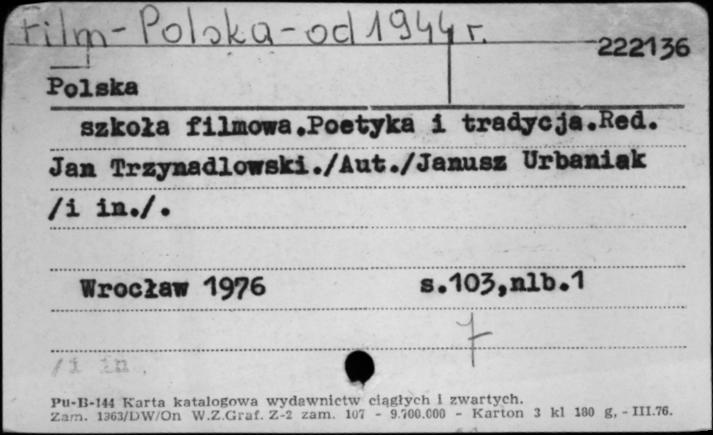 Film - Polska - od 1944 r.
222136
Polska
szkoła filmowa.Poetyka i tradycja.Red.
Jan Trzynadlowski./Aut./Janusz Urbaniak
/i in./.
Wrocław 1976 s.103,nlb.1
7
/i in.
Pu-B-144 Karta katalogowa wydawnictw ciągłych i zwartych.
Zam. 1363/DW/On W.Z.Graf. Z-2 zam. 107 - 9.700.000 - Karton 3 kl 180 g. - III.76.